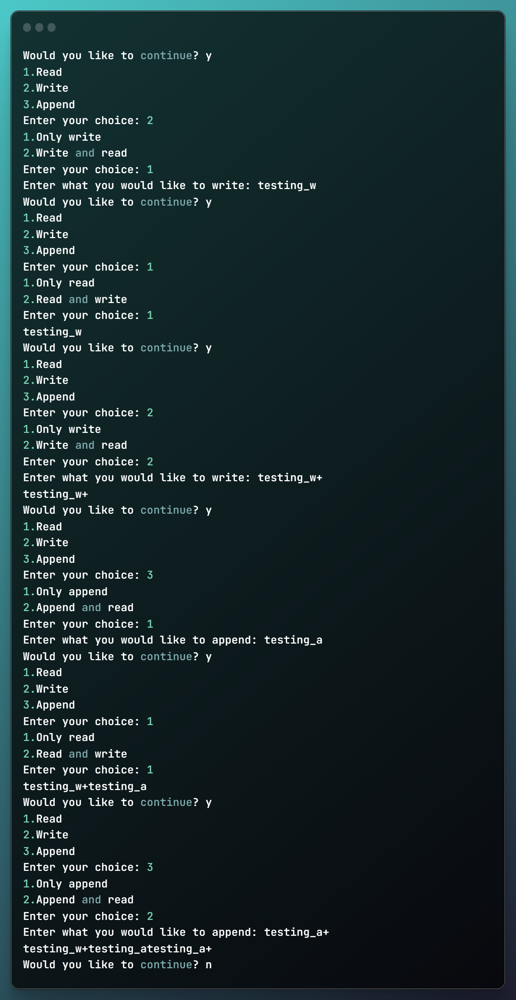 Would you like to continue? y
1.Read
2.Write
3.Append
Enter your choice: 2
1.Only write
2.Write and read
Enter your choice: 1
Enter what you would like to write: testing_w
Would you like to continue? y
1.Read
2.Write
3.Append
Enter your choice: 1
1.Only read
2.Read and write
Enter your choice: 1
testing_w
Would you like to continue? y
1.Read
2.Write
3.Append
Enter your choice: 2
1.Only write
2.Write and read
Enter your choice: 2
Enter what you would like to write: testing_w+
testing_w+
Would you like to continue? y
1.Read
2.Write
3.Append
Enter your choice: 3
1.Only append
2.Append and read
Enter your choice: 1
Enter what you would like to append: testing_a
Would you like to continue? y
1.Read
2.Write
3.Append
Enter your choice: 1
1.Only read
2.Read and write
Enter your choice: 1
testing_w+testing_a
Would you like to continue? y
1.Read
2.Write
3.Append
Enter your choice: 3
1.Only append
2.Append and read
Enter your choice: 2
Enter what you would like to append: testing_a+
testing_w+testing_atesting_a+
Would you like to continue? n